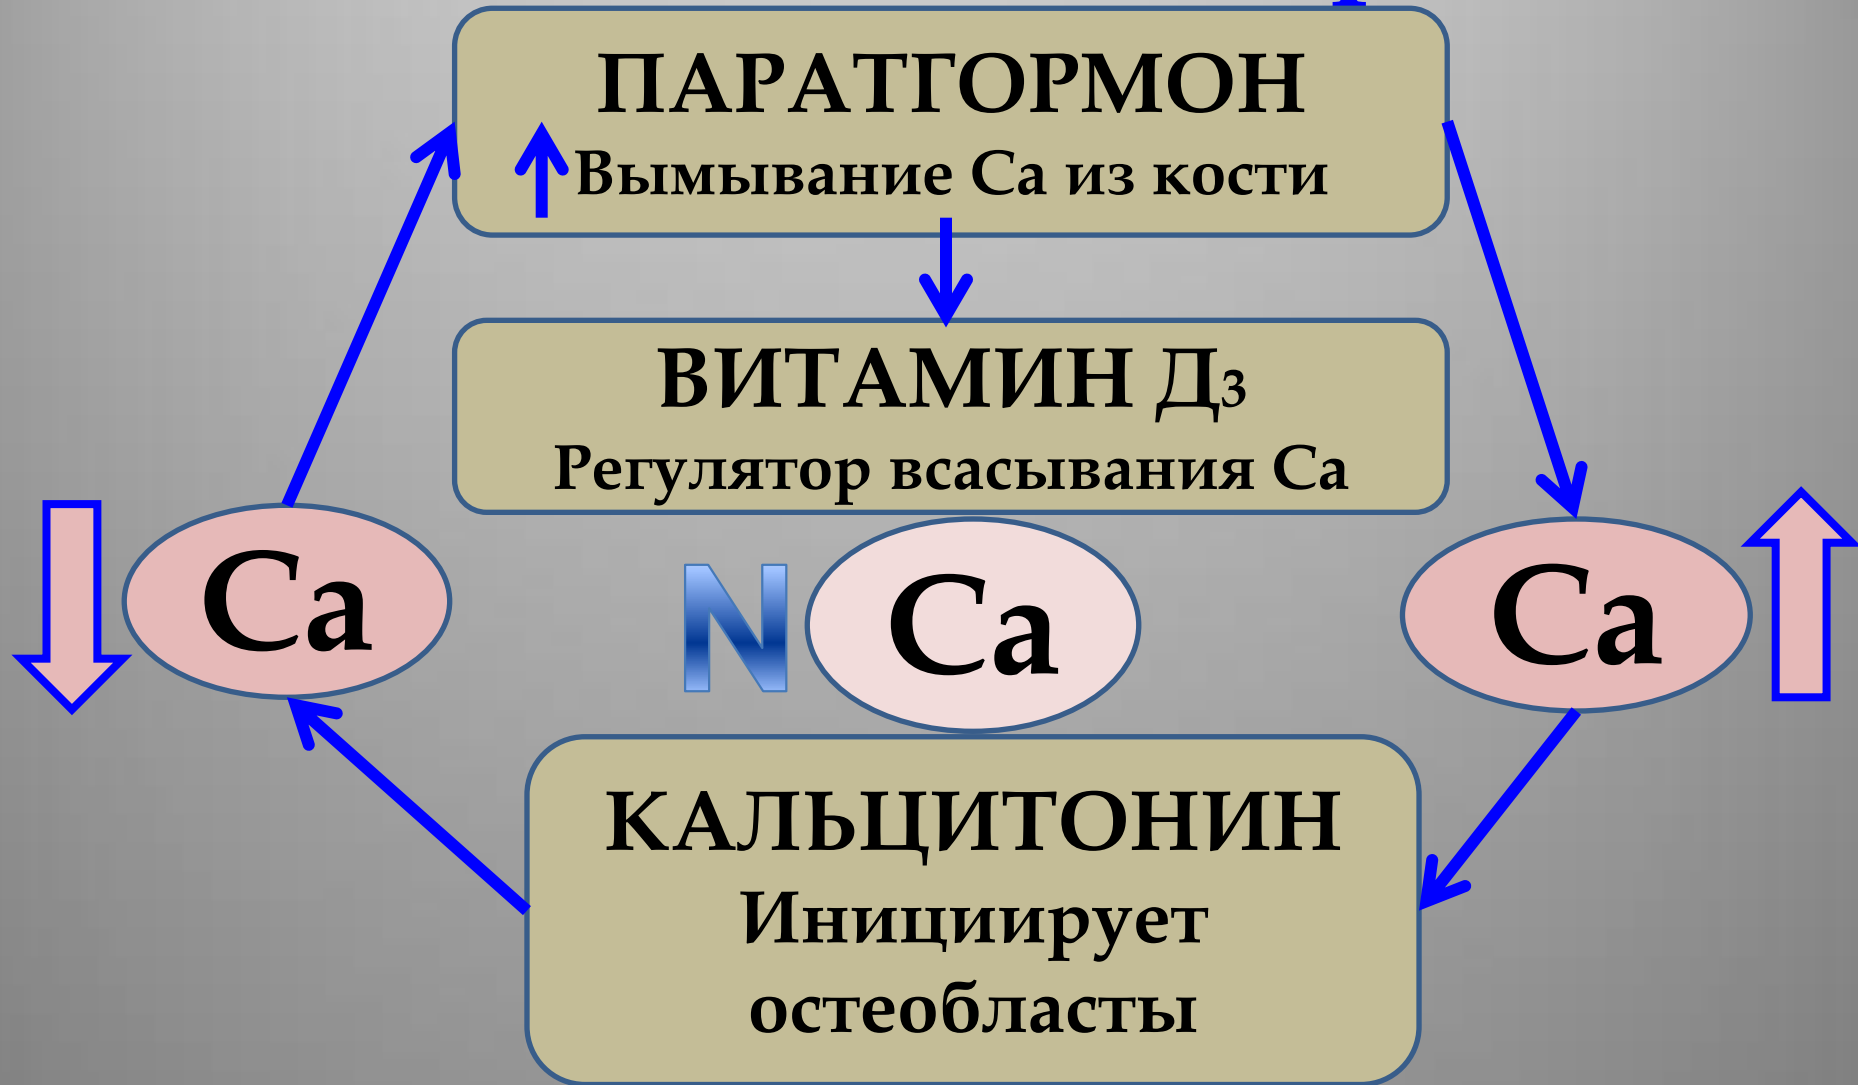 ПАРАТГОРМОН
Вымывание Са из кости
ВИТАМИН Д3
Регулятор всасывания Са
Са
N Са
Са
КАЛЬЦИТОНИН
Инициирует
остеобласты